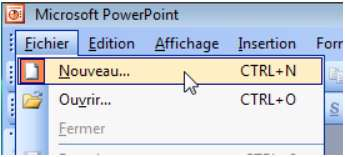 Microsoft PowerPoint
Fichier Edition Affichage Insertion
Nouveau... CTRL+N
Ouvrir... CTRL+O
Fermer